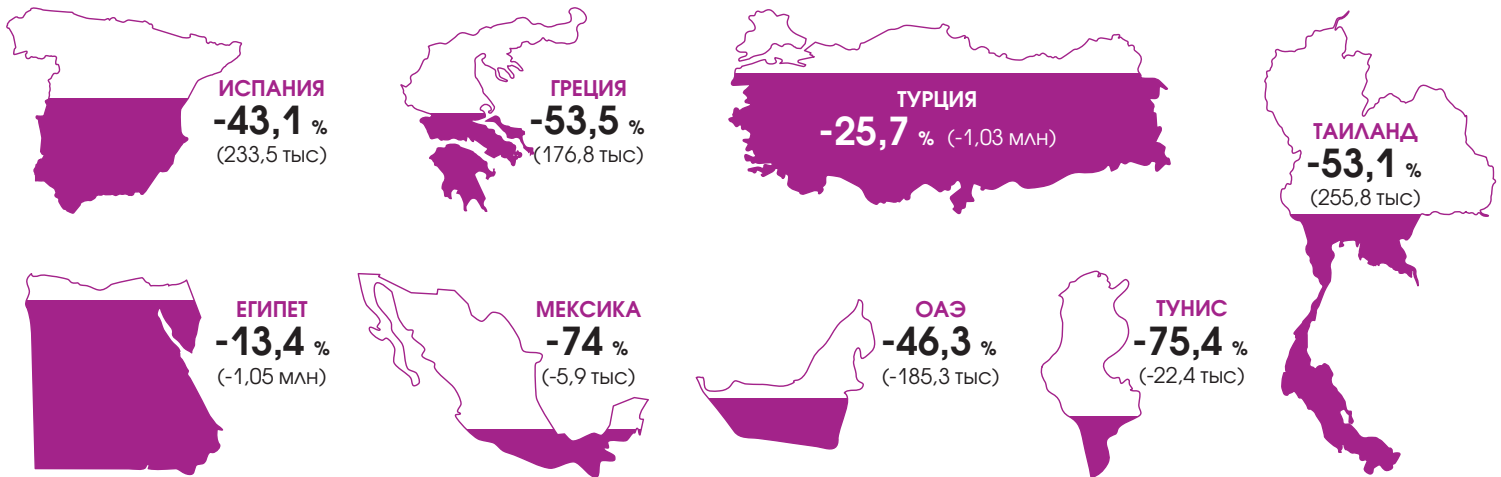 ИСПАНИЯ
-43,1 %
(233,5 тыс)
ГРЕЦИЯ
-53,5 %
(176,8 тыс)
ТУРЦИЯ
-25,7 % (-1,03 млн)
ТАИЛАНД
-53,1 %
(255,8 тыс)
ЕГИПЕТ
-13,4 %
(-1,05 млн)
МЕКСИКА
-74 %
(-5,9 тыс)
ОАЭ
-46,3 %
(-185,3 тыс)
ТУНИС
-75,4 %
(-22,4 тыс)